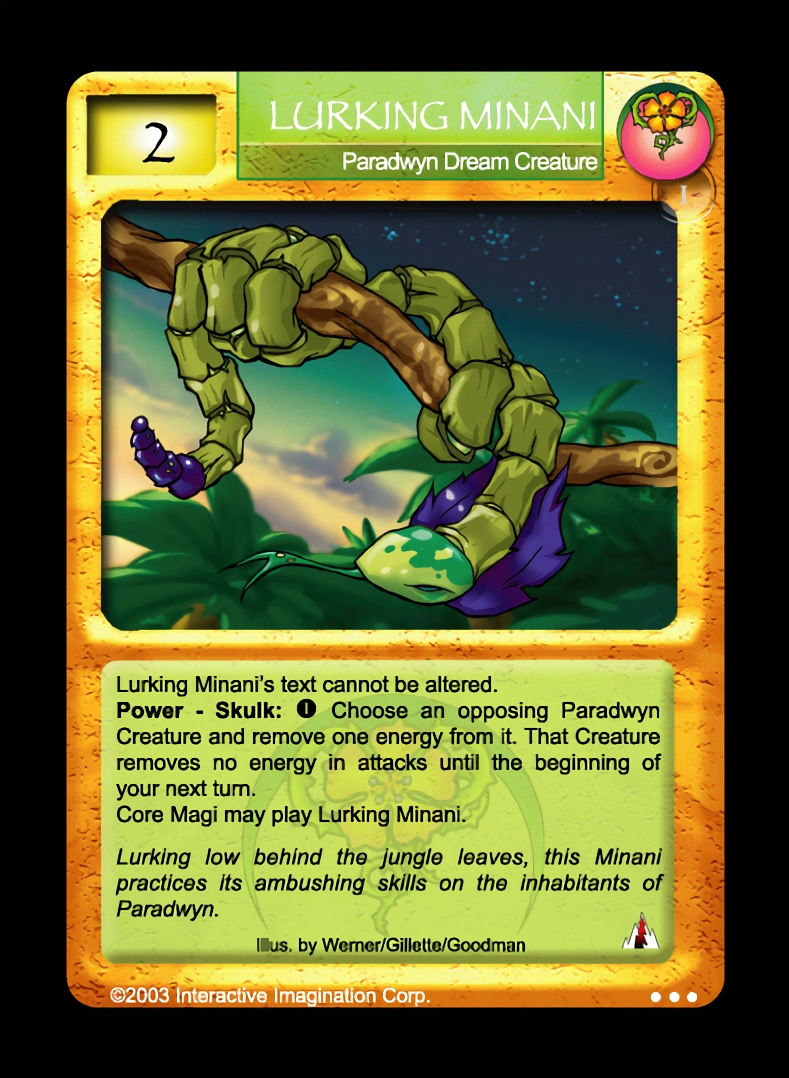 2
LURKING MINANI
Paradwyn Dream Creature
I
Lurking Minani's text cannot be altered.
Power - Skulk: ❶ Choose an opposing Paradwyn
Creature and remove one energy from it. That Creature
removes no energy in attacks until the beginning of
your next turn.
Core Magi may play Lurking Minani.
Lurking low behind the jungle leaves, this Minani
practices its ambushing skills on the inhabitants of
Paradwyn.
Illus. by Werner/Gillette/Goodman
©2003 Interactive Imagination Corp.